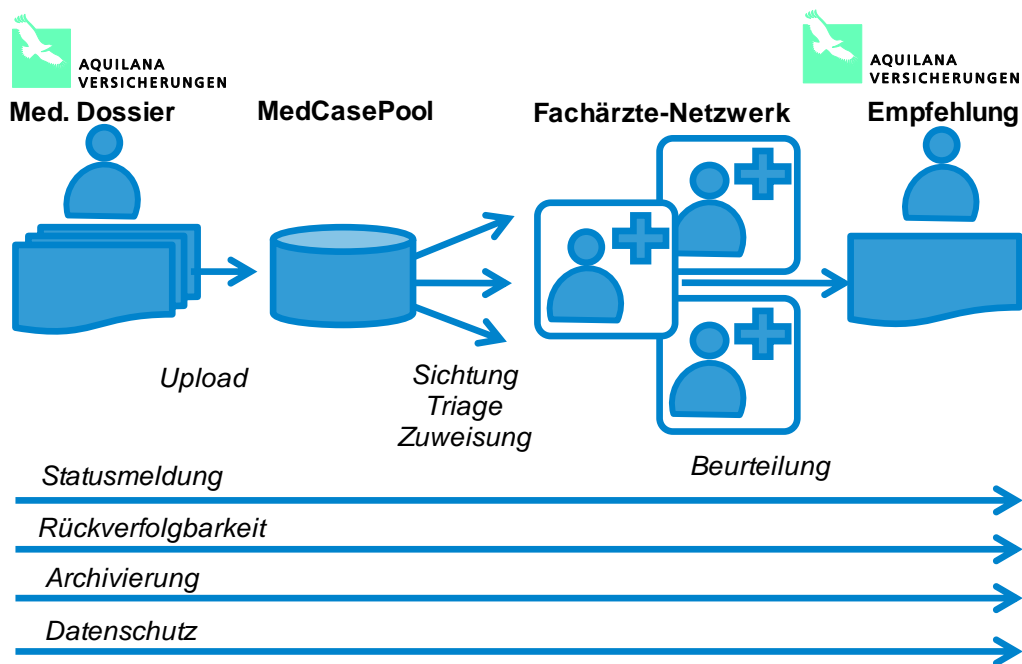 AQUILANA
VERSICHERUNGEN
AQUILANA
VERSICHERUNGEN
Med. Dossier
MedCasePool
Fachärzte-Netzwerk
Empfehlung
Upload
Sichtung
Triage
Zuweisung
Beurteilung
Statusmeldung
Rückverfolgbarkeit
Archivierung
Datenschutz